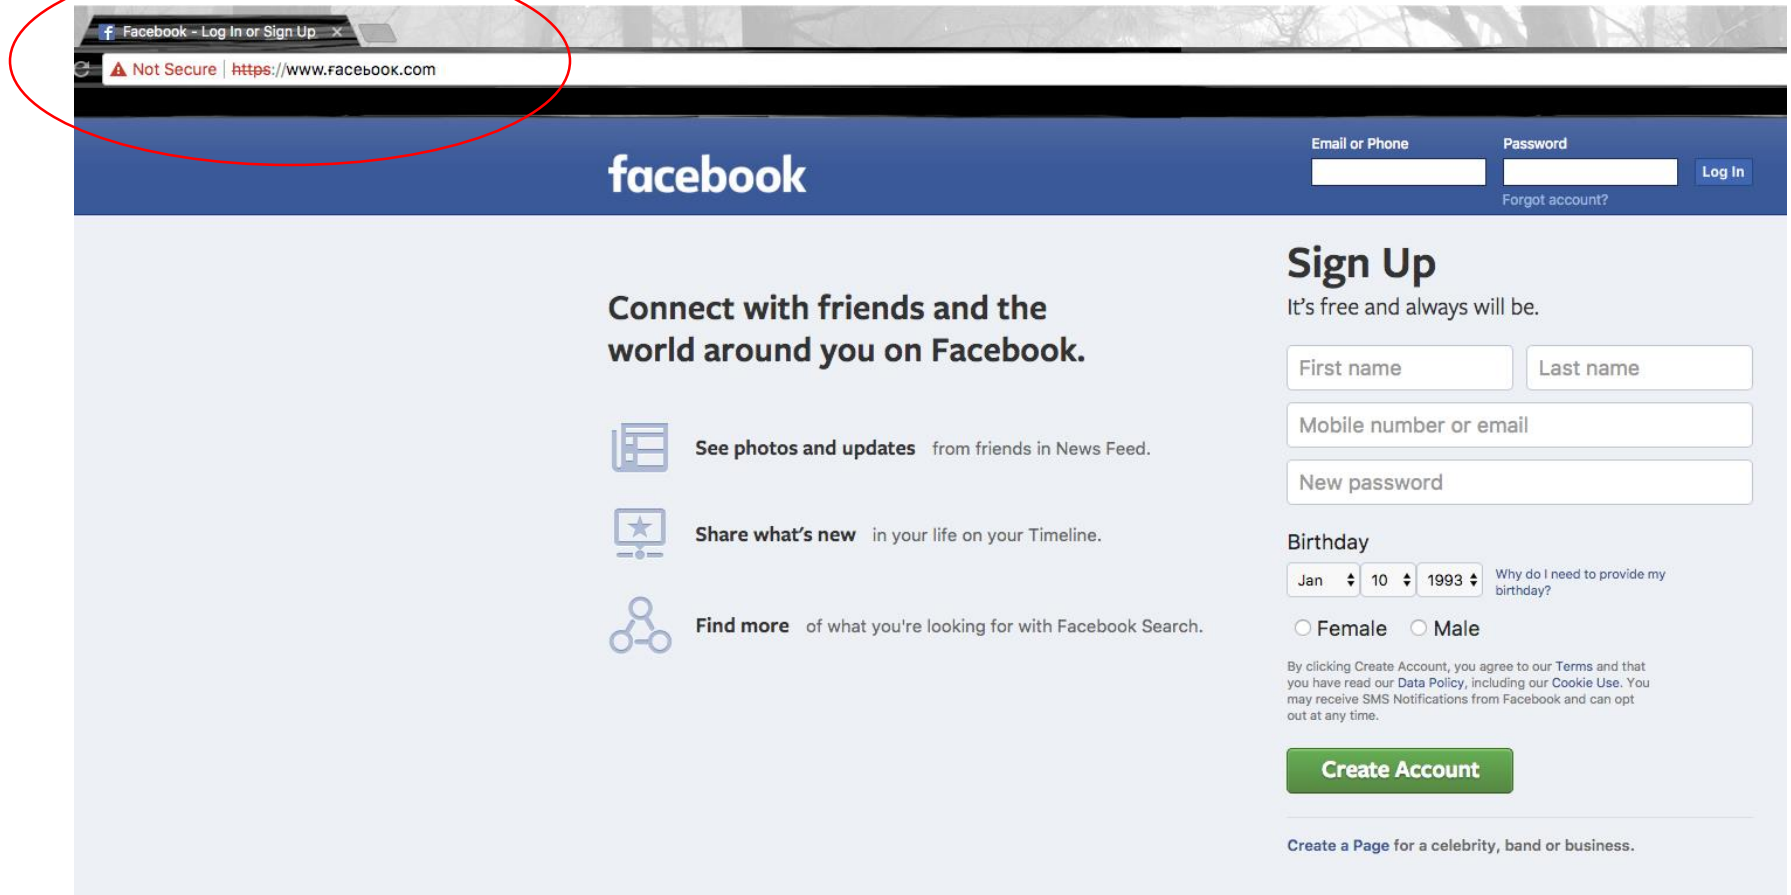 Facebook - Log In or Sign Up
Not Secure | https://www.ғасеьоок.com
facebook
Email or Phone
Password
Log In
Forgot account?
Connect with friends and the
world around you on Facebook.
See photos and updates from friends in News Feed.
Share what's new in your life on your Timeline.
Find more of what you're looking for with Facebook Search.
Sign Up
It's free and always will be.
First name
Last name
Mobile number or email
New password
Birthday
Jan 10 1993
Why do I need to provide my
birthday?
Female Male
By clicking Create Account, you agree to our Terms and that
you have read our Data Policy, including our Cookie Use. You
may receive SMS Notifications from Facebook and can opt
out at any time.
Create Account
Create a Page for a celebrity, band or business.